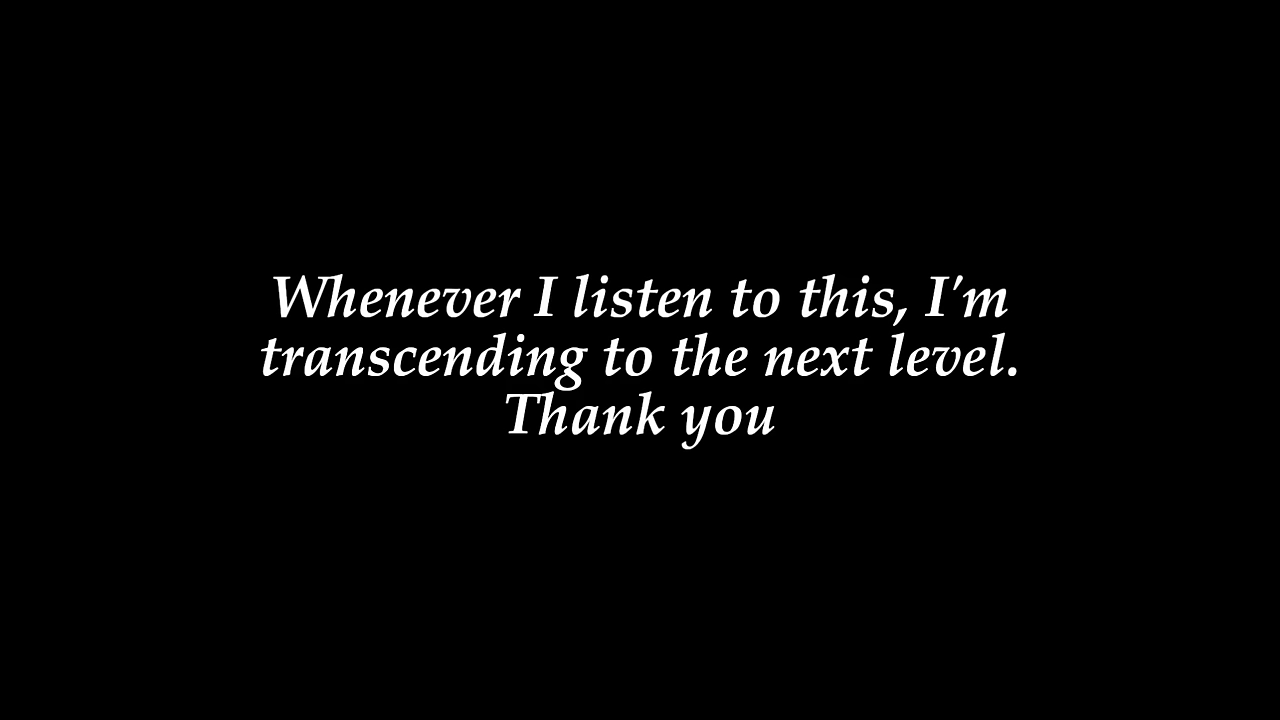 Whenever I listen to this, I'm
transcending to the next level.
Thank you